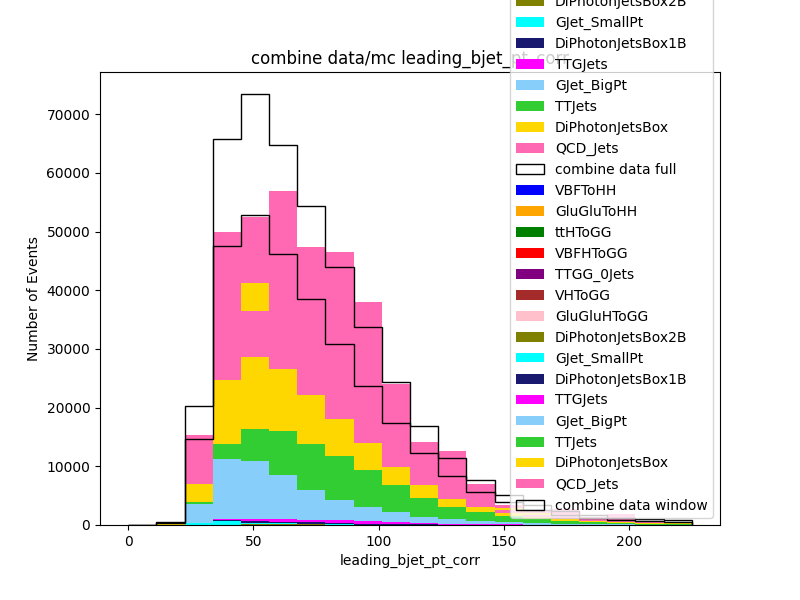 DiPhotonJetsBox2B
GJet_SmallPt
DiPhotonJetsBox1B
combine data/mc leading_bjet_pt_corr
TTGJets
GJet_BigPt
TTJets
DiPhotonJetsBox
QCD_Jets
combine data full
VBFToHH
GluGluToHH
ttHToGG
VBFHToGG
TTGG_0Jets
VHToGG
GluGluHToGG
DiPhotonJetsBox2B
GJet_SmallPt
DiPhotonJetsBox1B
TTGJets
GJet_BigPt
TTJets
DiPhotonJetsBox
QCD_Jets
combine data window
Number of Events
70000
60000
50000
40000
30000
20000
10000
0
0 50 100 150 200
leading_bjet_pt_corr